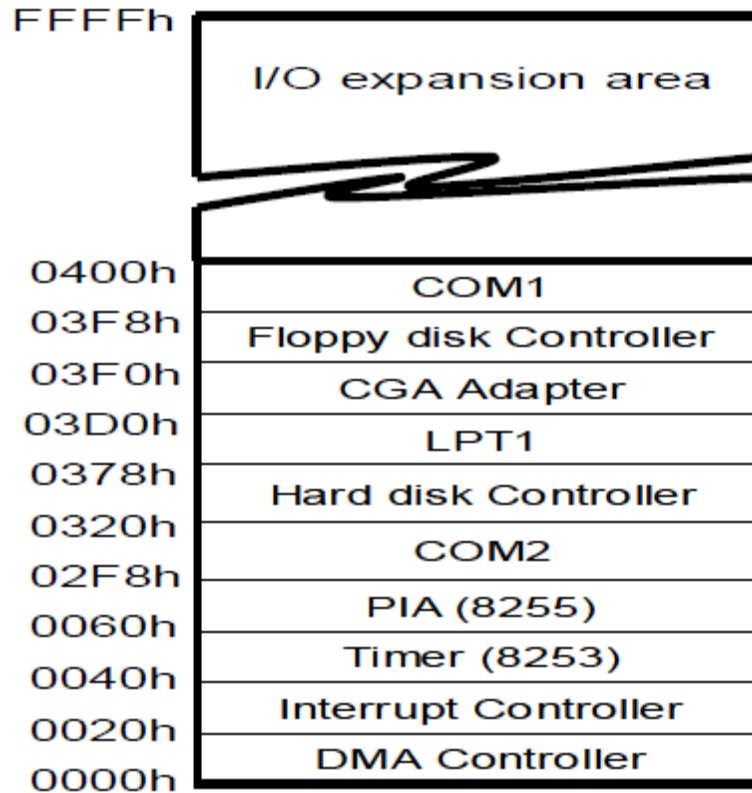 FFFFh
I/O expansion area
0400h
COM1
03F8h
Floppy disk Controller
03F0h
CGA Adapter
03D0h
LPT1
0378h
Hard disk Controller
0320h
COM2
02F8h
PIA (8255)
0060h
Timer (8253)
0040h
Interrupt Controller
0020h
DMA Controller
0000h